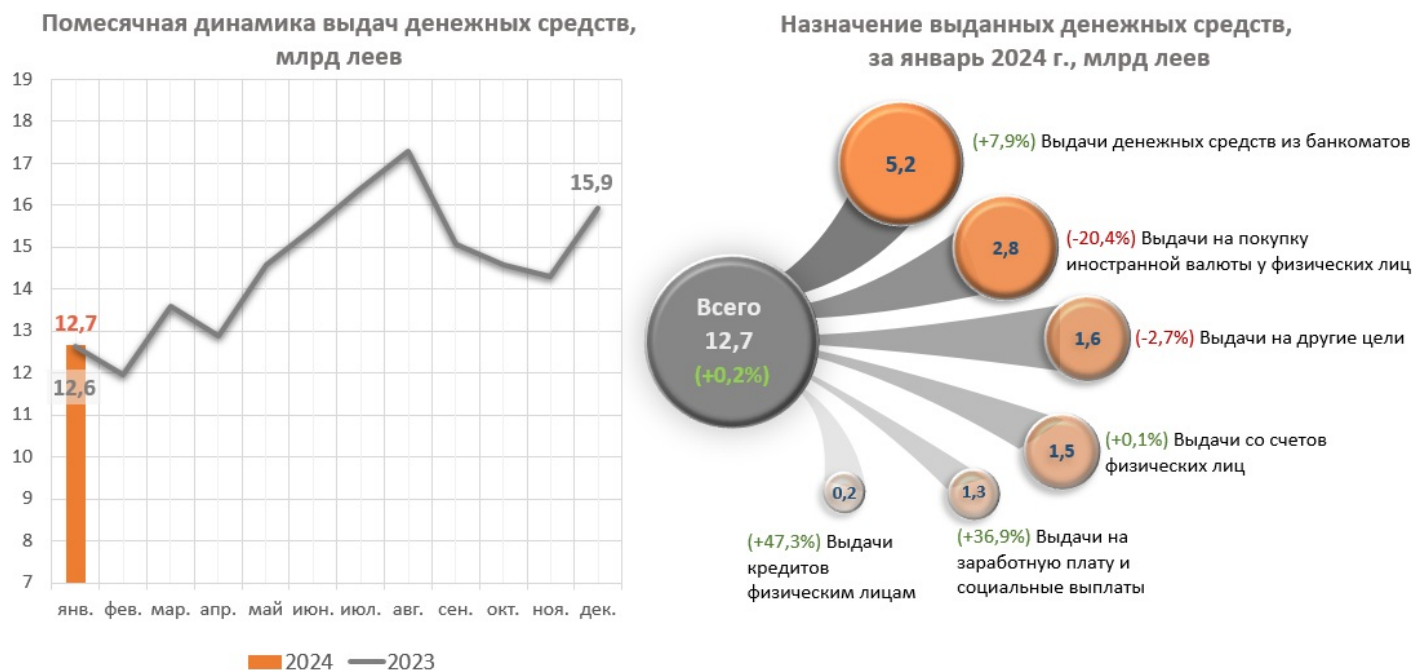 Помесячная динамика выдач денежных средств,
млрд леев
19
18
17
16
15
14
13
12
11
10
9
8
7
12,7
12,6
15,9
янв. фев. мар. апр. май июн. июл. авг. сен. окт. ноя. дек.
2024 2023
Назначение выданных денежных средств,
за январь 2024 г., млрд леев
5,2
(+7,9%) Выдачи денежных средств из банкоматов
2,8
(-20,4%) Выдачи на покупку
иностранной валюты у физических лиц
Всего
12,7
(+0,2%)
1,6
(-2,7%) Выдачи на другие цели
1,5
(+0,1%) Выдачи со счетов
физических лиц
1,3
(+36,9%) Выдачи на
заработную плату и
социальные выплаты
0,2
(+47,3%) Выдачи
кредитов
физическим лицам